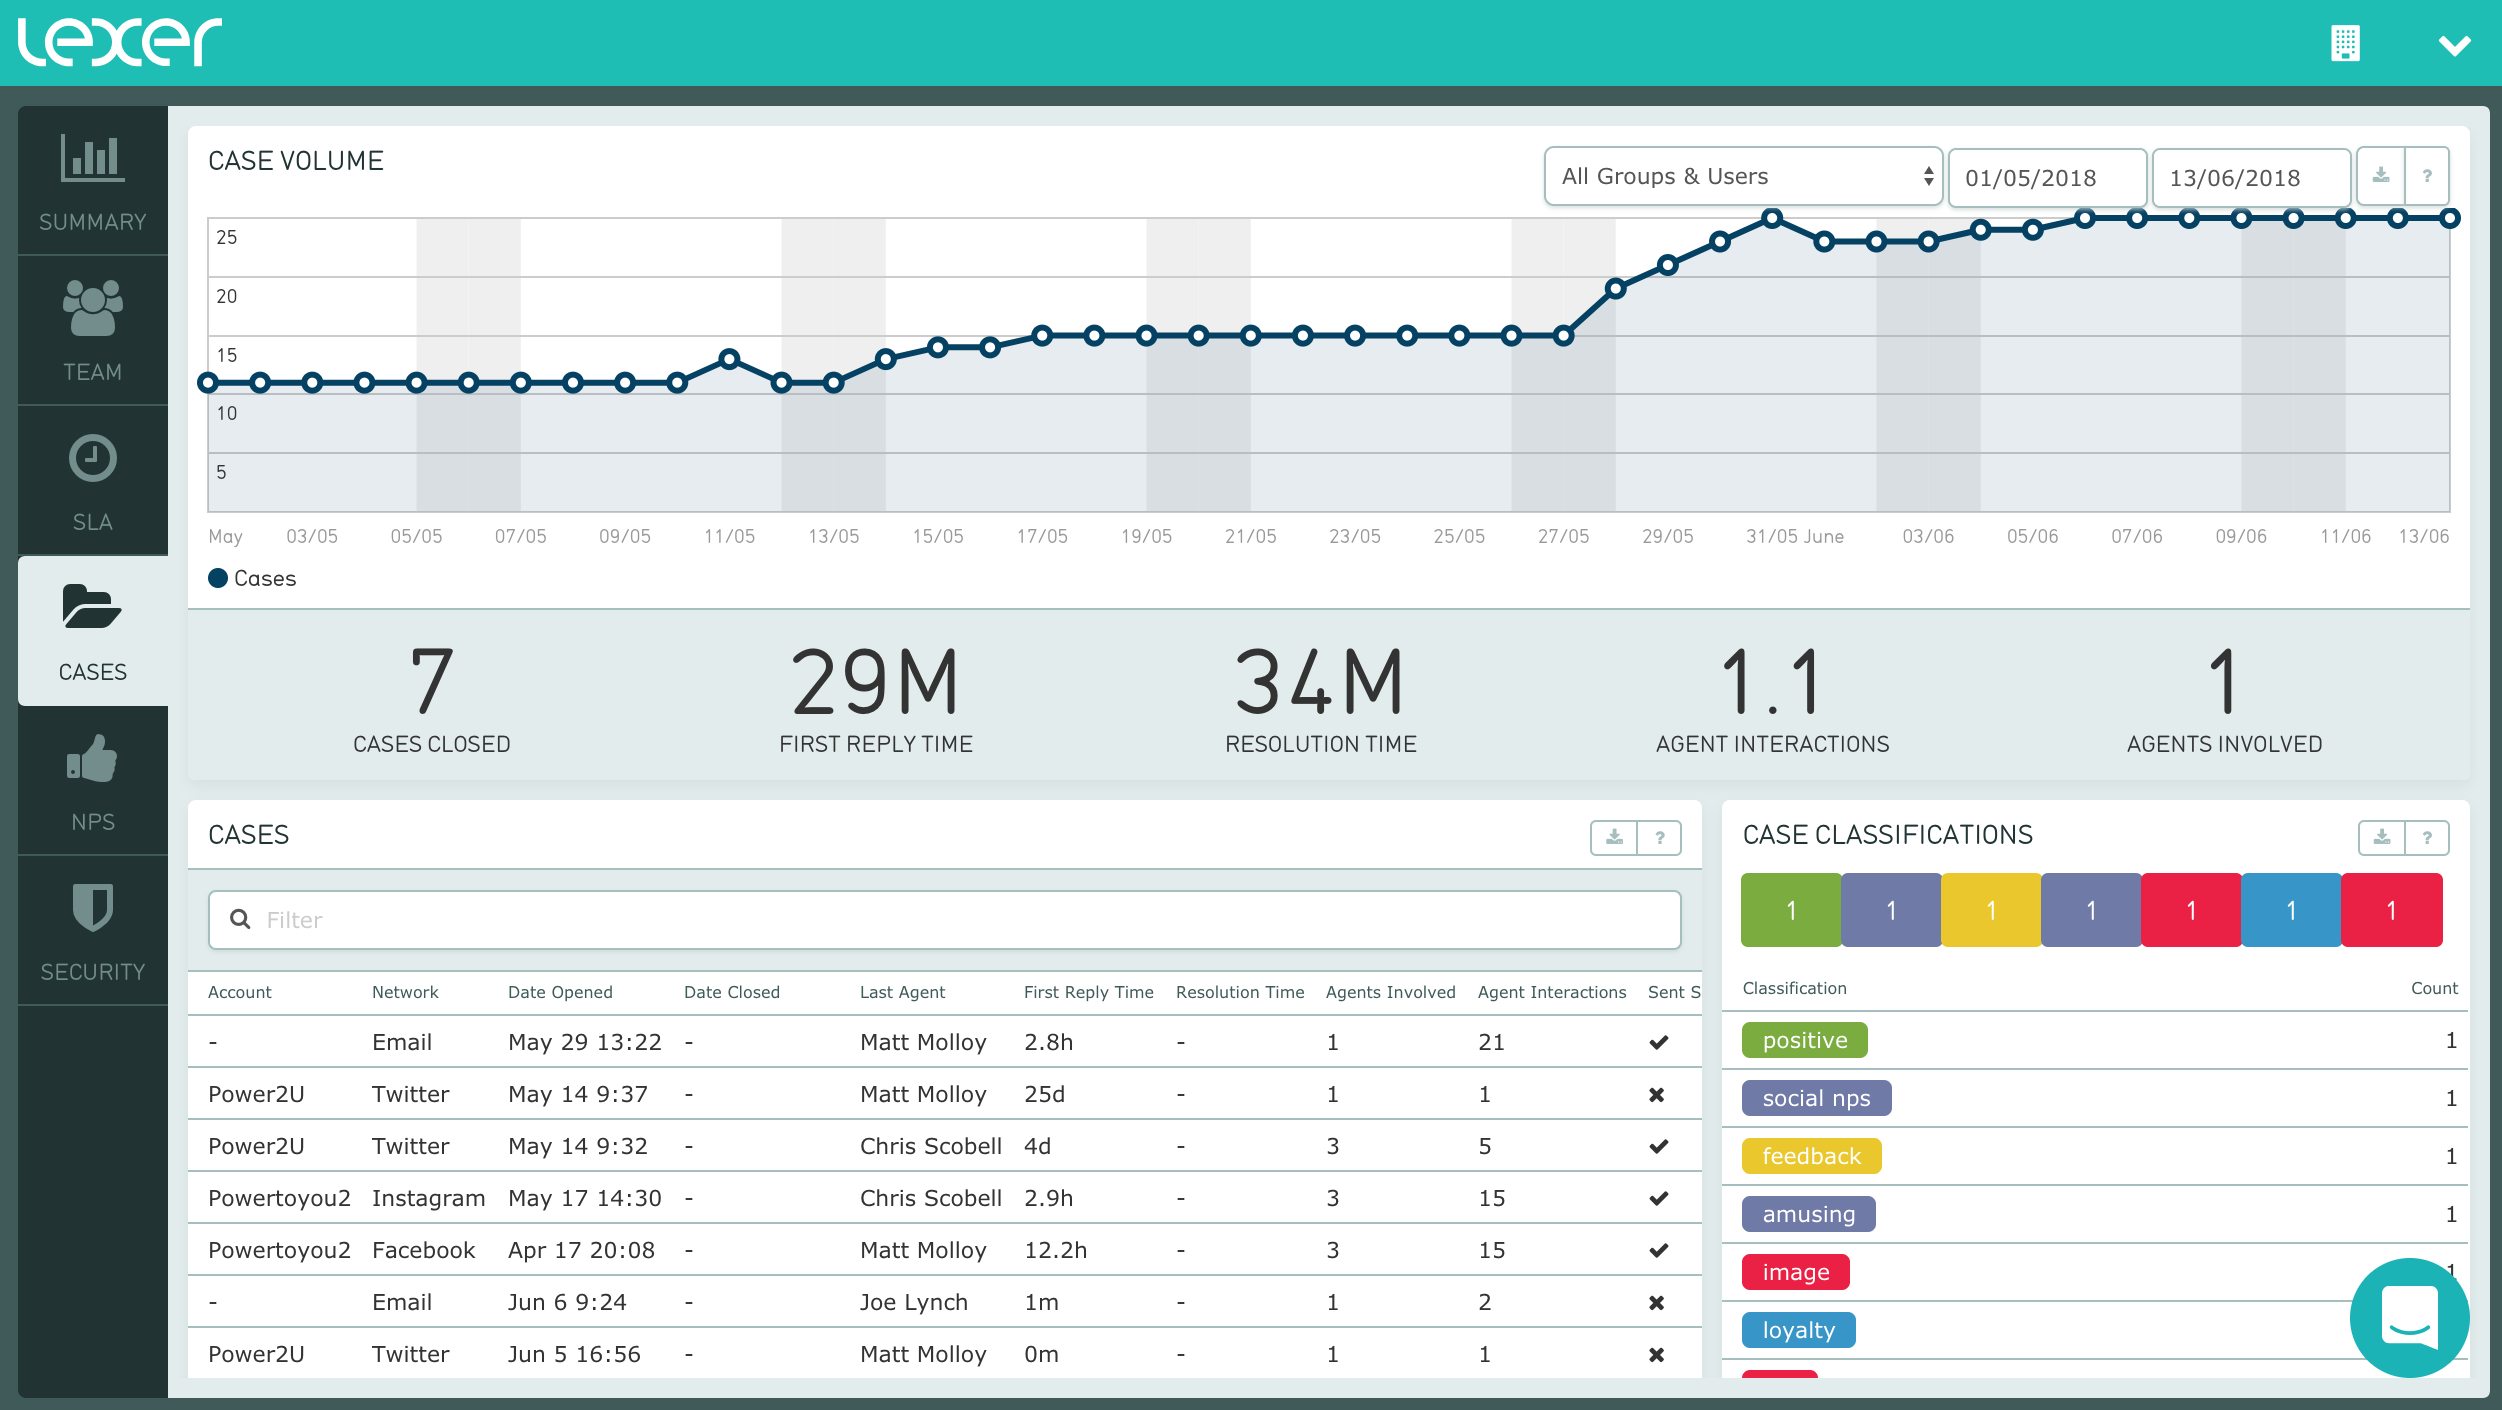 Lexer
SUMMARY
TEAM
SLA
CASES
NPS
SECURITY
CASE VOLUME
All Groups & Users
01/05/2018
13/06/2018
?
25
20
15
10
5
May 03/05 05/05 07/05 09/05 11/05 13/05 15/05 17/05 19/05 21/05 23/05 25/05 27/05 29/05 31/05 June 03/06 05/06 07/06 09/06 11/06 13/06
Cases
7 29M 34M 1.1 1
CASES CLOSED FIRST REPLY TIME RESOLUTION TIME AGENT INTERACTIONS AGENTS INVOLVED
CASES
?
Filter
Account Network Date Opened Date Closed Last Agent First Reply Time Resolution Time Agents Involved Agent Interactions Sent S
- Email May 29 13:22 - Matt Molloy 2.8h - 1 21
Power2U Twitter May 14 9:37 - Matt Molloy 25d - 1 1
Power2U Twitter May 14 9:32 - Chris Scobell 4d - 3 5
Powertoyou2 Instagram May 17 14:30 - Chris Scobell 2.9h - 3 15
Powertoyou2 Facebook Apr 17 20:08 - Matt Molloy 12.2h - 3 15
- Email Jun 6 9:24 - Joe Lynch 1m - 1 2
Power2U Twitter Jun 5 16:56 - Matt Molloy 0m - 1 1
CASE CLASSIFICATIONS
?
1 1 1 1 1 1 1
Classification Count
positive 1
social nps 1
feedback 1
amusing 1
image 1
loyalty